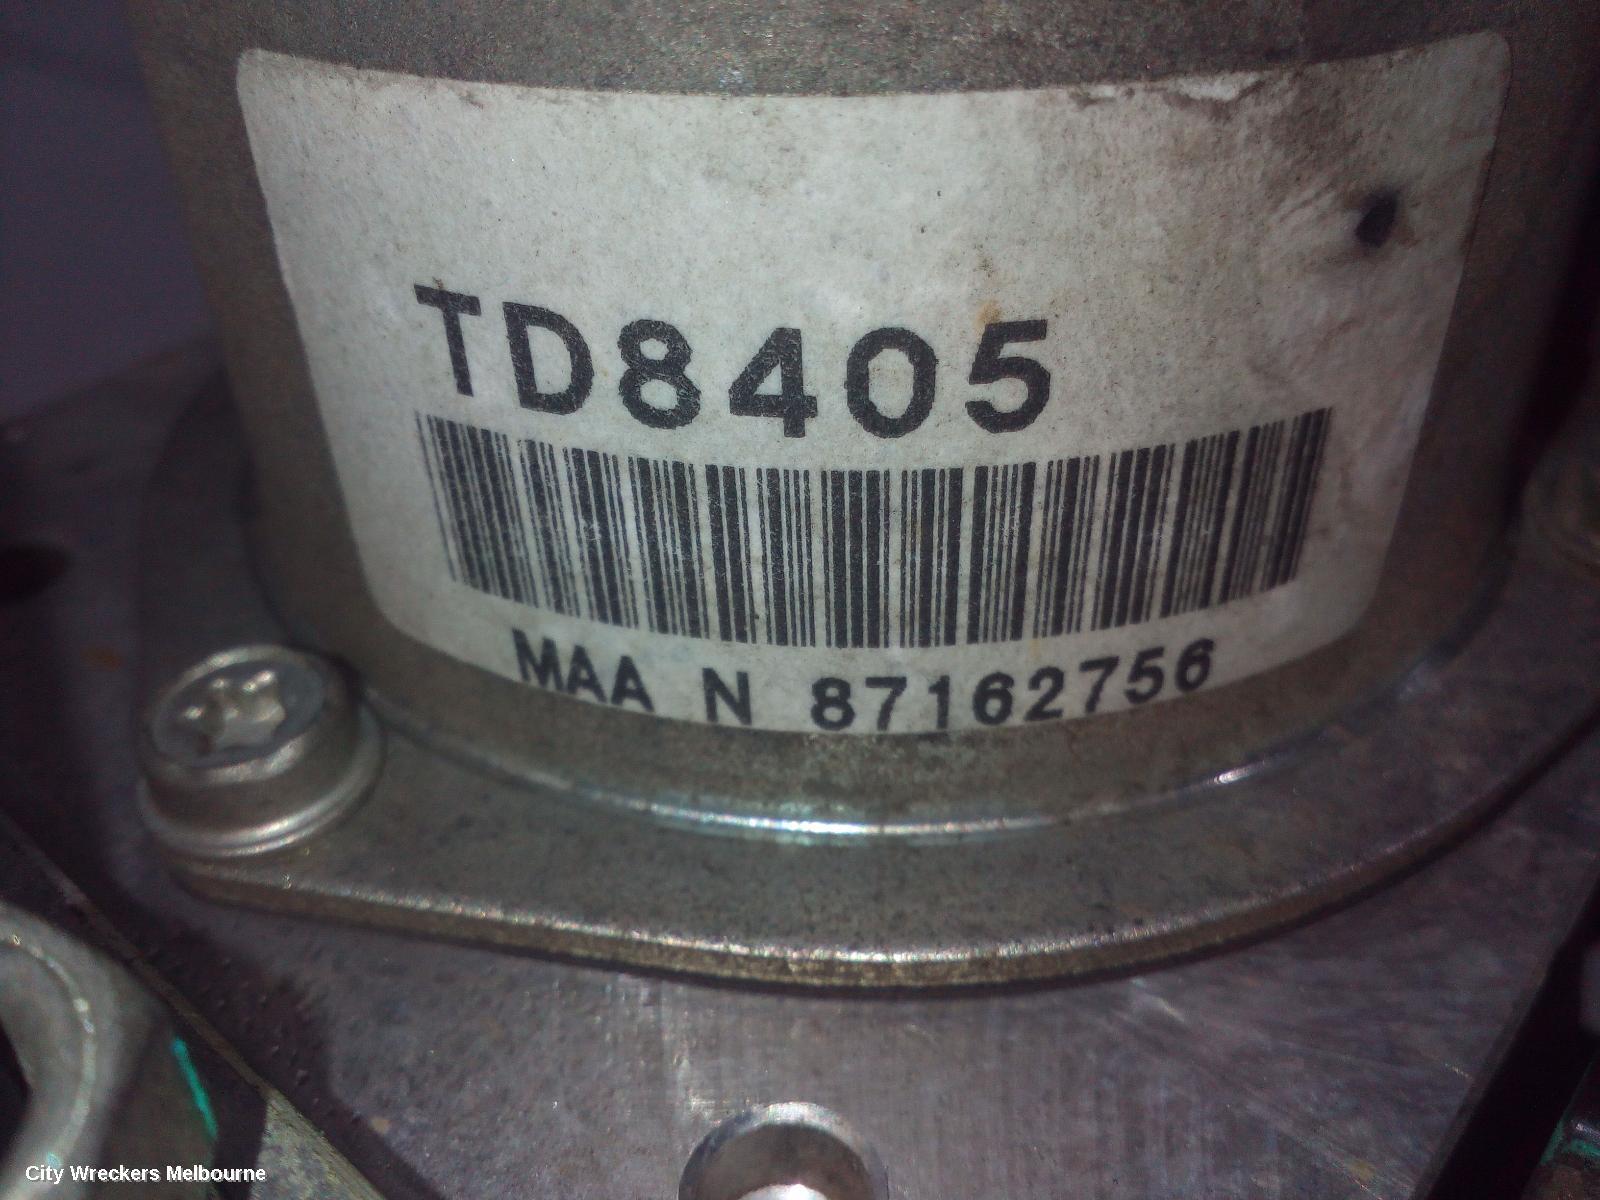 TD8405
MAA N 87162756
City Wreckers Melbourne